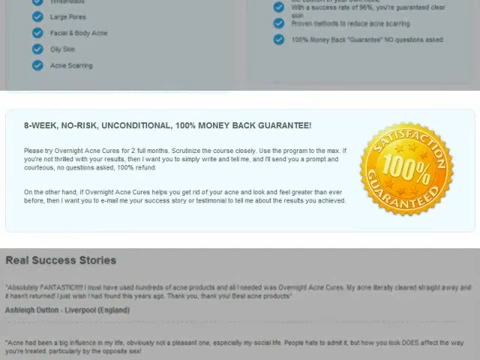 With a success rate of 96%, you're guaranteed clear
skin
Large Pores
Proven methods to reduce acne scarring
Facial & Body Acne
100% Money Back "Guarantee" NO questions asked
Oily Skin
Acne Scarring
8-WEEK, NO-RISK, UNCONDITIONAL, 100% MONEY BACK GUARANTEE!
Please try Overnight Acne Cures for 2 full months. Scrutinize the course closely. Use the program to the max. If
you're not thrilled with your results, then I want you to simply write and tell me, and I'll send you a prompt and
courteous, no questions asked, 100% refund.
On the other hand, if Overnight Acne Cures helps you get rid of your acne and look and feel greater than ever
before, then I want you to e-mail me your success story or testimonial to tell me about the results you achieved.
SATISFACTION
100%
GUARANTEED
Real Success Stories
"Absolutely FANTASTIC!!!! I must have used hundreds of acne products and all I needed was Overnight Acne Cures. My acne literally cleared straight away and
it hasn't returned! I just wish I had found this years ago. Thank you, thank you! Best acne products"
Ashleigh Dutton - Liverpool (England)
"Acne had been a big influence in my life, obviously not a pleasant one, especially my social life. People hate to admit it, but how you look DOES affect the way
you're treated, particularly by the opposite sex!